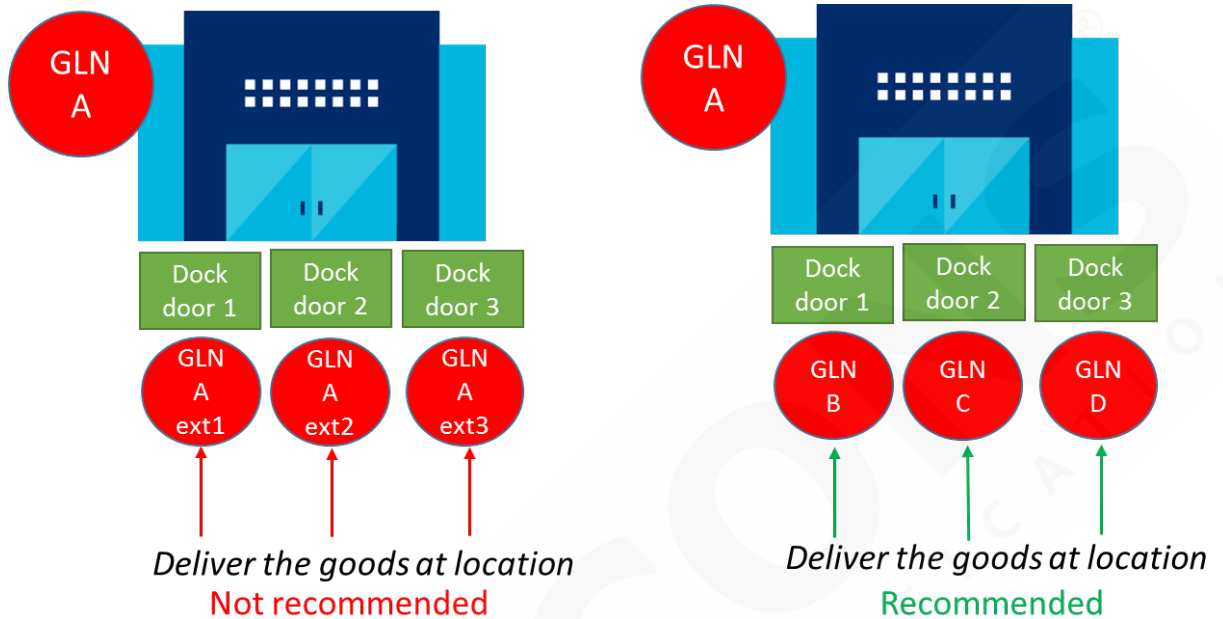 GLN
A
Dock
door 1
Dock
door 2
Dock
door 3
GLN
A
ext1
GLN
A
ext2
GLN
A
ext3
Deliver the goods at location
Not recommended
GLN
A
Dock
door 1
Dock
door 2
Dock
door 3
GLN
B
GLN
C
GLN
D
Deliver the goods at location
Recommended